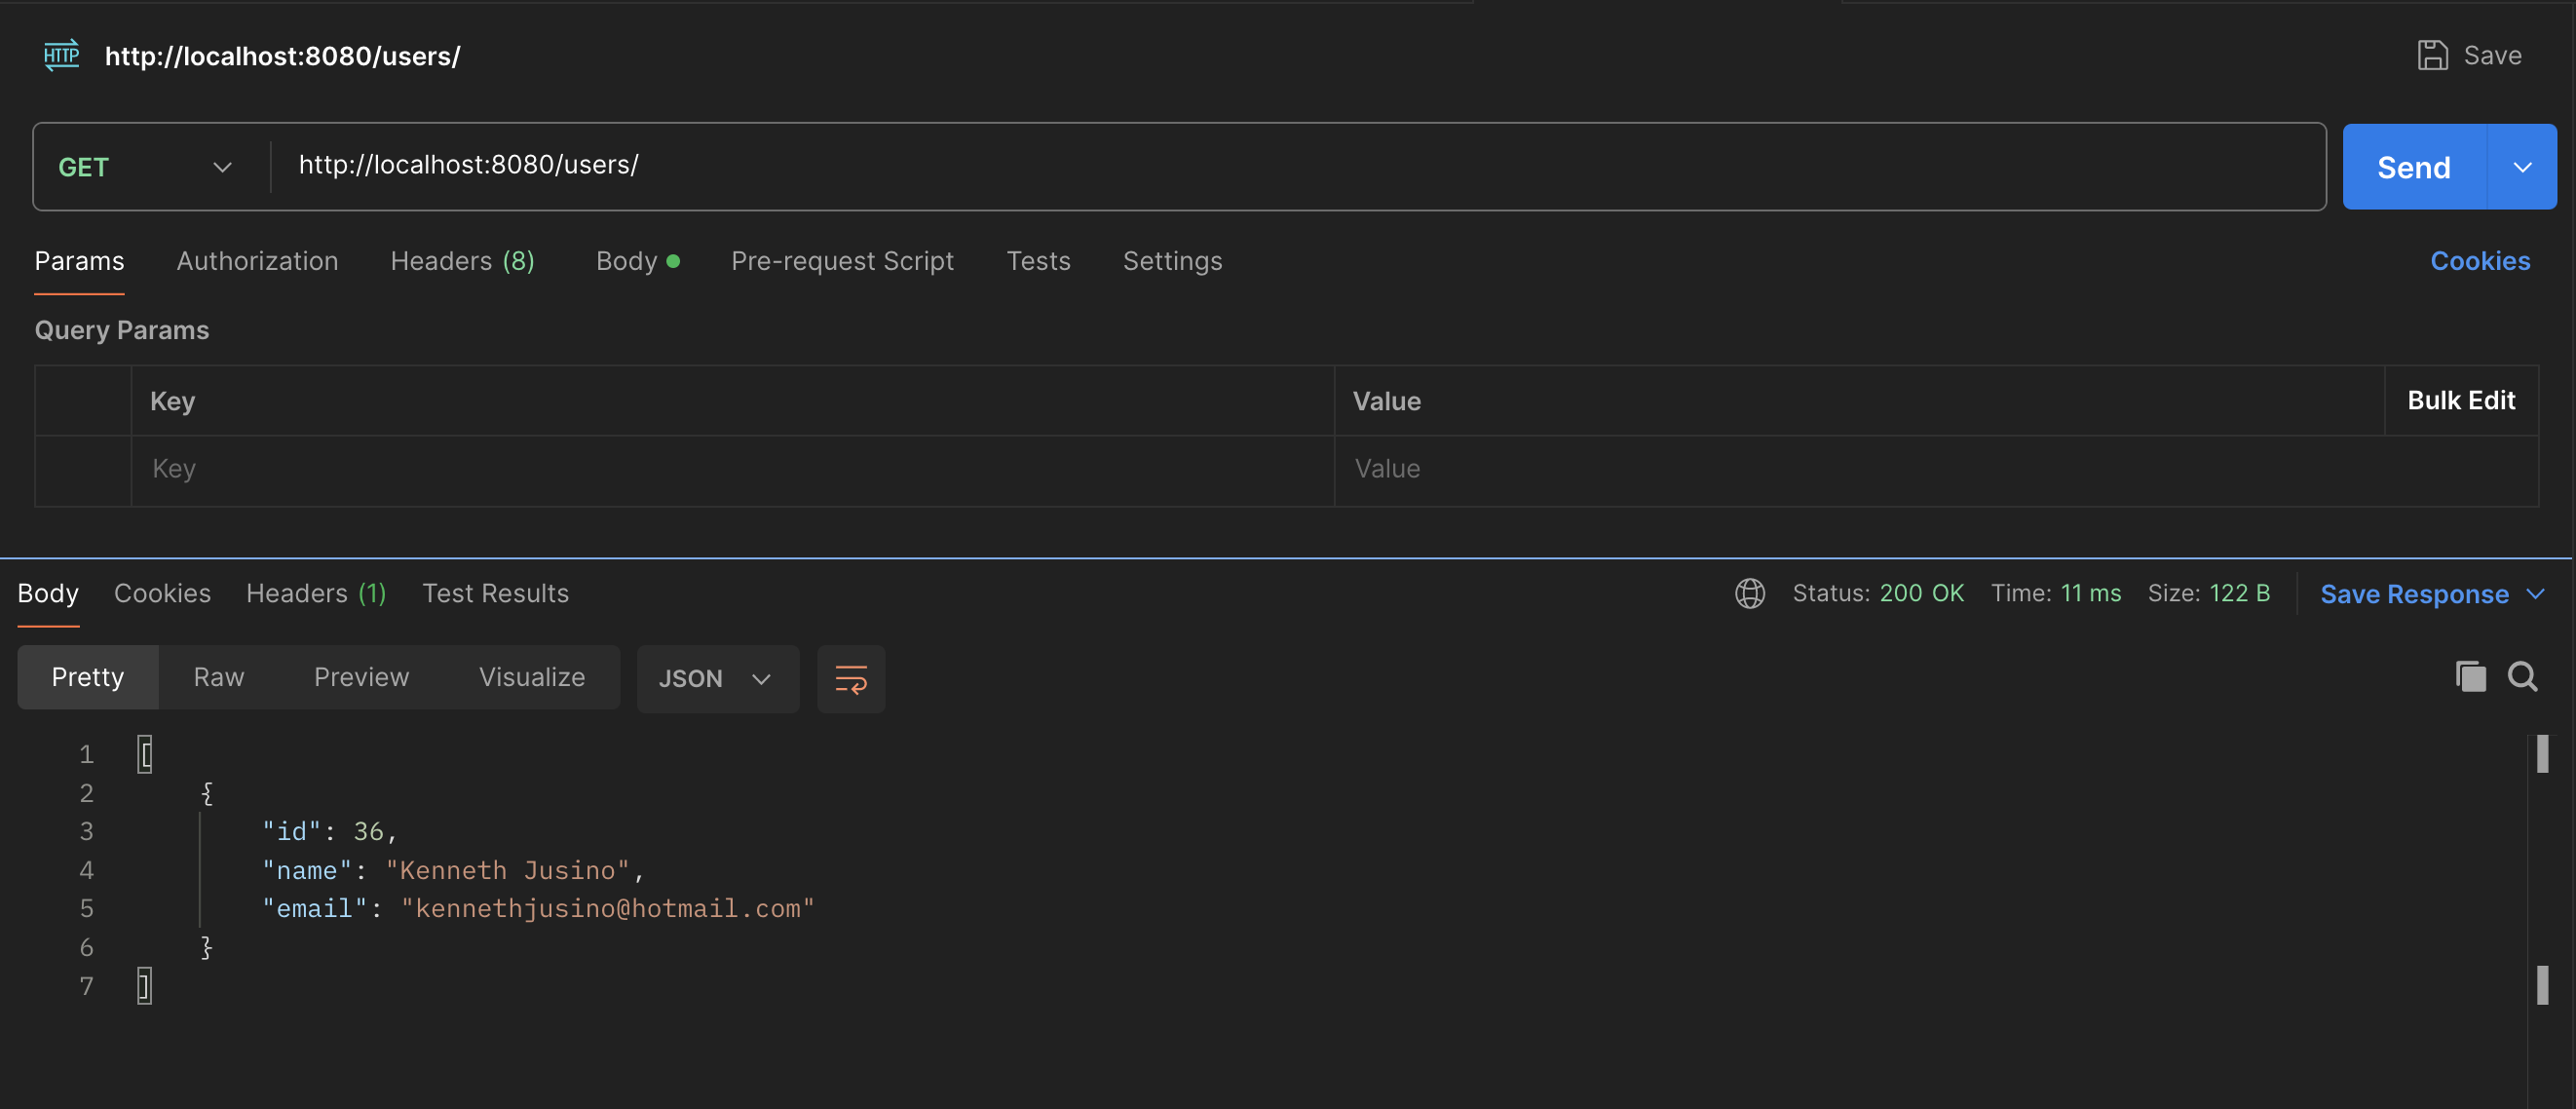 HTTP http://localhost:8080/users/ Save
GET http://localhost:8080/users/ Send
Params Authorization Headers (8) Body Pre-request Script Tests Settings Cookies
Query Params
Key Value Bulk Edit
Key Value
Body Cookies Headers (1) Test Results Status: 200 OK Time: 11 ms Size: 122 B Save Response
Pretty Raw Preview Visualize JSON
1 [
2 {
3 "id": 36,
4 "name": "Kenneth Jusino",
5 "email": "kennethjusino@hotmail.com"
6 }
7 ]